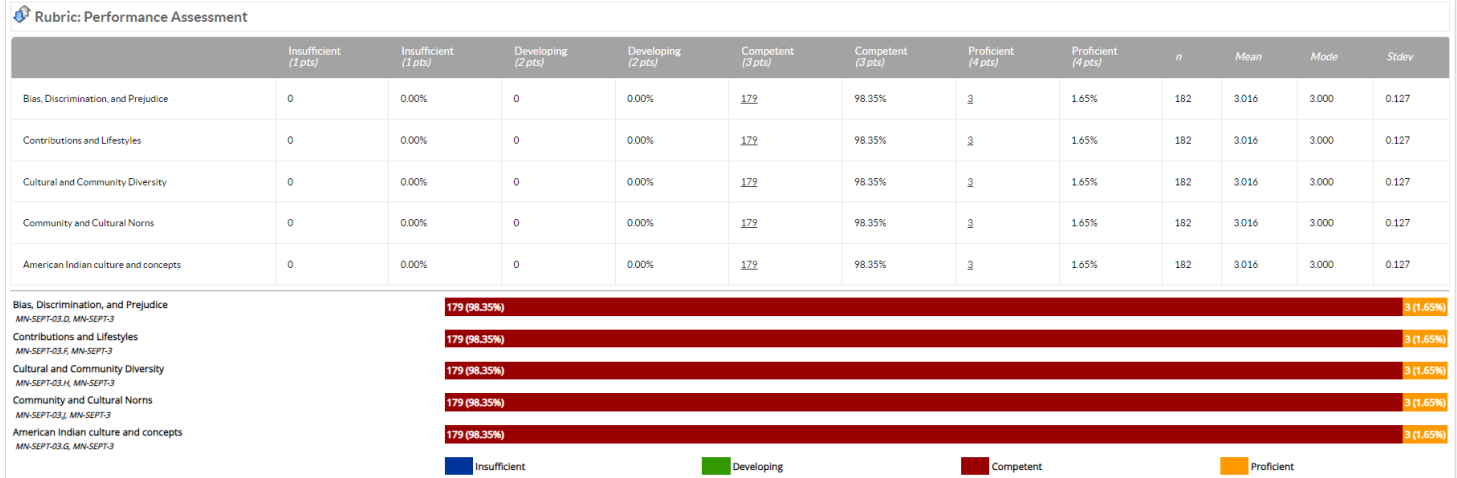 Rubric: Performance Assessment
Insufficient (1 pts) Insufficient (1 pts) Developing (2 pts) Developing (2 pts) Competent (3 pts) Competent (3 pts) Proficient (4 pts) Proficient (4 pts) n Mean Mode Stdev
Bias, Discrimination, and Prejudice 0 0.00% 0 0.00% 179 98.35% 3 1.65% 182 3.016 3.000 0.127
Contributions and Lifestyles 0 0.00% 0 0.00% 179 98.35% 3 1.65% 182 3.016 3.000 0.127
Cultural and Community Diversity 0 0.00% 0 0.00% 179 98.35% 3 1.65% 182 3.016 3.000 0.127
Community and Cultural Norns 0 0.00% 0 0.00% 179 98.35% 3 1.65% 182 3.016 3.000 0.127
American Indian culture and concepts 0 0.00% 0 0.00% 179 98.35% 3 1.65% 182 3.016 3.000 0.127
Bias, Discrimination, and Prejudice 179 (98.35%) 3 (1.65%)
MN-SEPT-03.D, MN-SEPT-3
Contributions and Lifestyles 179 (98.35%) 3 (1.65%)
MN-SEPT-03.F, MN-SEPT-3
Cultural and Community Diversity 179 (98.35%) 3 (1.65%)
MN-SEPT-03.H, MN-SEPT-3
Community and Cultural Norns 179 (98.35%) 3 (1.65%)
MN-SEPT-03.J, MN-SEPT-3
American Indian culture and concepts 179 (98.35%) 3 (1.65%)
MN-SEPT-03.G, MN-SEPT-3
Insufficient Developing Competent Proficient